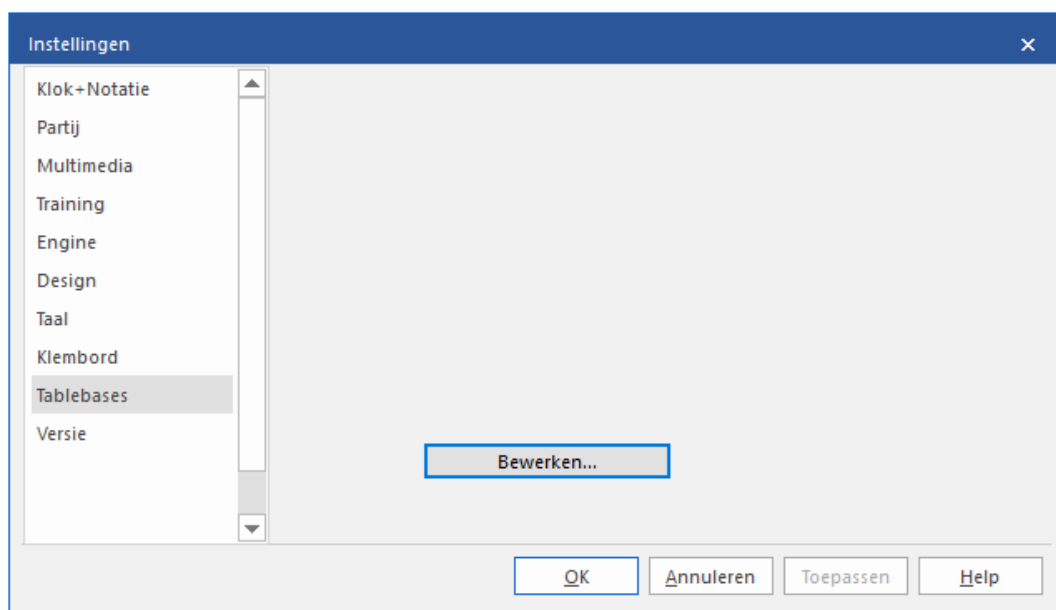 Instellingen
Klok+Notatie
Partij
Multimedia
Training
Engine
Design
Taal
Klembord
Tablebases
Versie
Bewerken...
OK Annuleren Toepassen Help